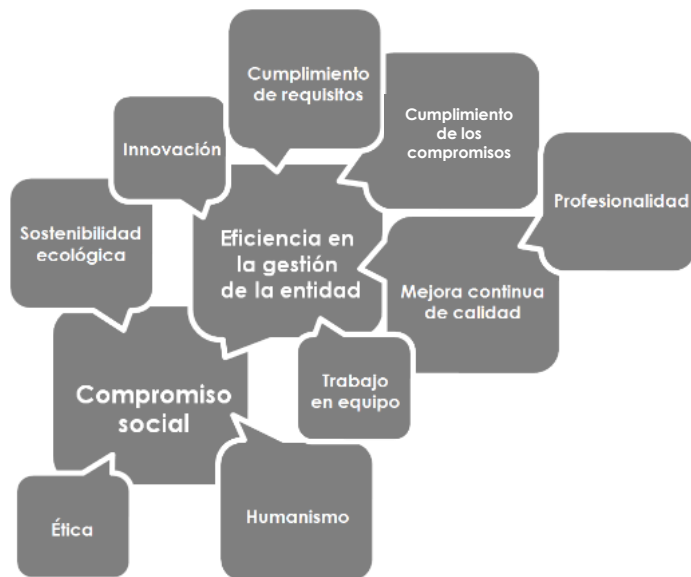 Cumplimiento
de requisitos
Cumplimiento
de los
compromisos
Innovación
Profesionalidad
Sostenibilidad
ecológica
Eficiencia en
la gestión
de la entidad
Mejora continua
de calidad
Trabajo
en equipo
Compromiso
social
Ética
Humanismo